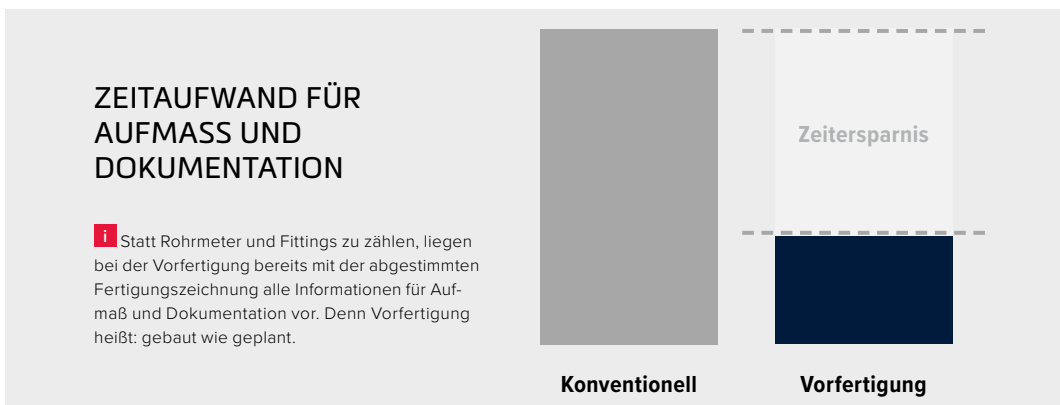 ZEITAUFWAND FÜR
AUFMASS UND
DOKUMENTATION
i Statt Rohrmeter und Fittings zu zählen, liegen
bei der Vorfertigung bereits mit der abgestimmten
Fertigungszeichnung alle Informationen für Auf-
maß und Dokumentation vor. Denn Vorfertigung
heißt: gebaut wie geplant.
Zeitersparnis
Konventionell
Vorfertigung